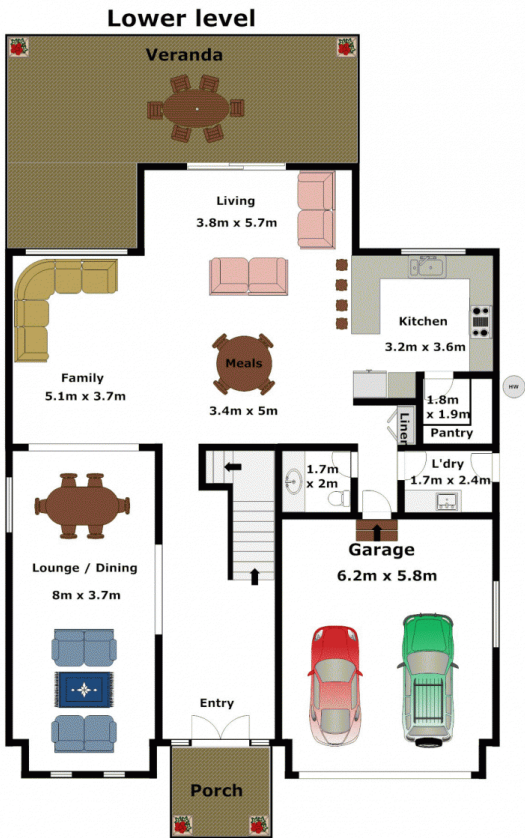 Lower level
Veranda
Living
3.8m x 5.7m
Kitchen
3.2m x 3.6m
Meals
3.4m x 5m
Family
5.1m x 3.7m
HW
1.8m
x 1.9m
Pantry
Linen
1.7m
x 2m
L'dry
1.7m x 2.4m
Garage
6.2m x 5.8m
Lounge / Dining
8m x 3.7m
Entry
Porch